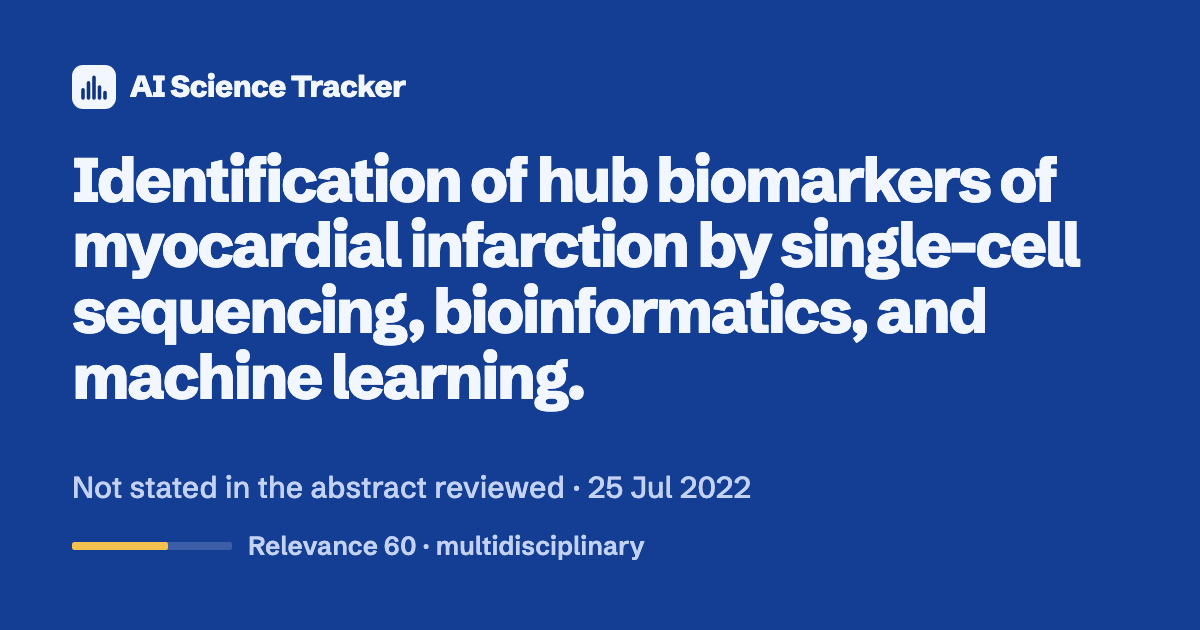 AI Science Tracker
Identification of hub biomarkers of
myocardial infarction by single-cell
sequencing, bioinformatics, and
machine learning.
Not stated in the abstract reviewed · 25 Jul 2022
Relevance 60 · multidisciplinary